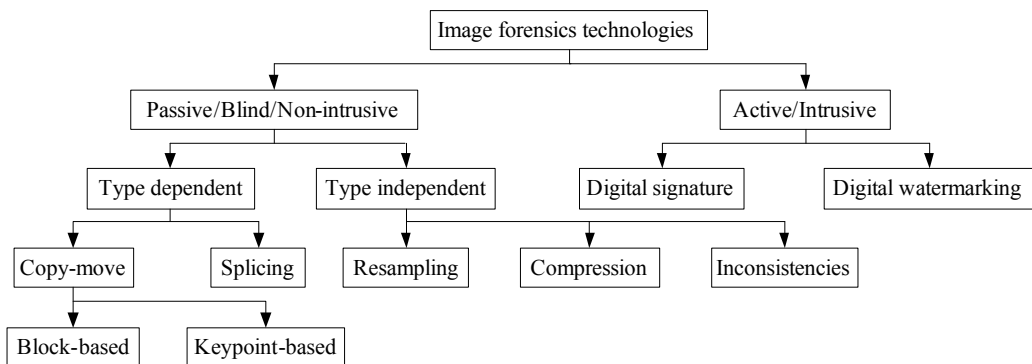 Image forensics technologies
Passive/Blind/Non-intrusive
Active/Intrusive
Type dependent
Type independent
Digital signature
Digital watermarking
Copy-move
Splicing
Resampling
Compression
Inconsistencies
Block-based
Keypoint-based